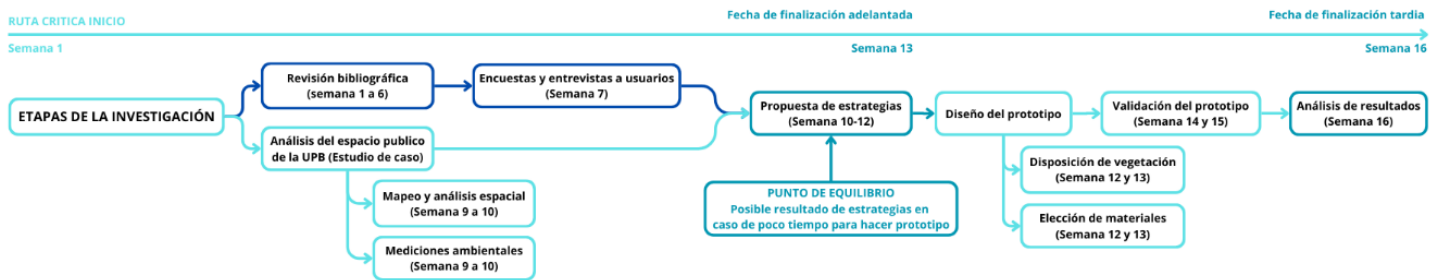 RUTA CRITICA INICIO
Fecha de finalización adelantada
Fecha de finalización tardia
Semana 1
Semana 13
Semana 16
ETAPAS DE LA INVESTIGACIÓN
Revisión bibliográfica
(semana 1 a 6)
Encuestas y entrevistas a usuarios
(Semana 7)
Análisis del espacio publico
de la UPB (Estudio de caso)
Mapeo y análisis espacial
(Semana 9 a 10)
Mediciones ambientales
(Semana 9 a 10)
Propuesta de estrategias
(Semana 10-12)
PUNTO DE EQUILIBRIO
Posible resultado de estrategias en
caso de poco tiempo para hacer prototipo
Diseño del prototipo
Disposición de vegetación
(Semana 12 y 13)
Elección de materiales
(Semana 12 y 13)
Validación del prototipo
(Semana 14 y 15)
Análisis de resultados
(Semana 16)